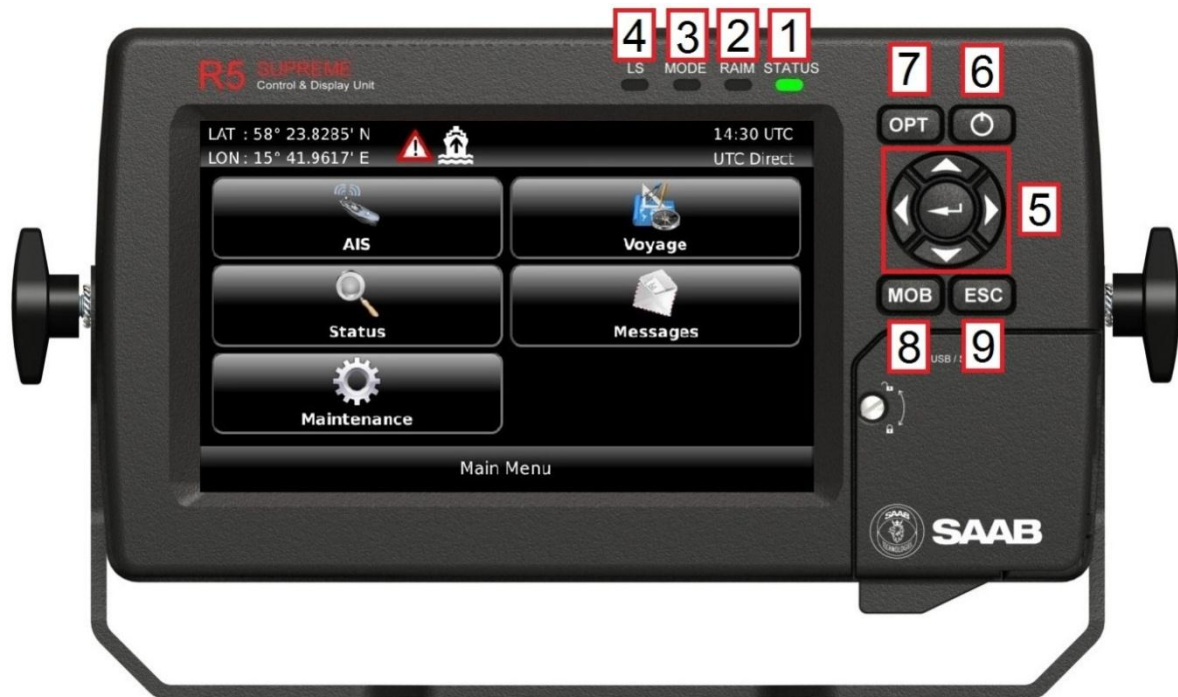 4 3 2 1
R5 SUPREME
Control & Display Unit
LS MODE RAIM STATUS
7 6
OPT
LAT : 58° 23.8285' N
LON : 15° 41.9617' E
14:30 UTC
UTC Direct
5
AIS
Voyage
Status
Messages
Maintenance
Main Menu
MOB ESC
8 9
USB / S
SAAB
SAAB